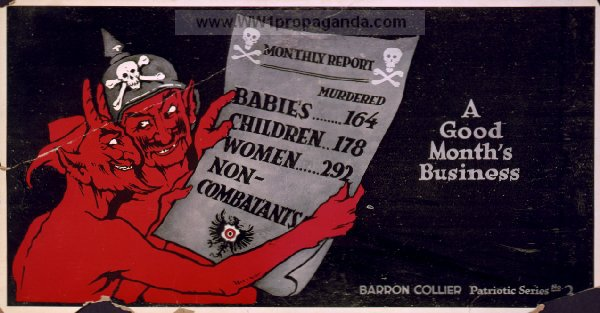 www.WW1propaganda.com
MONTHLY REPORT
MURDERED
BABIES........164
CHILDREN..178
WOMEN.....292
NON-
COMBATANTS
A
Good
Month's
Business
BARRON COLLIER Patriotic Series No. 2